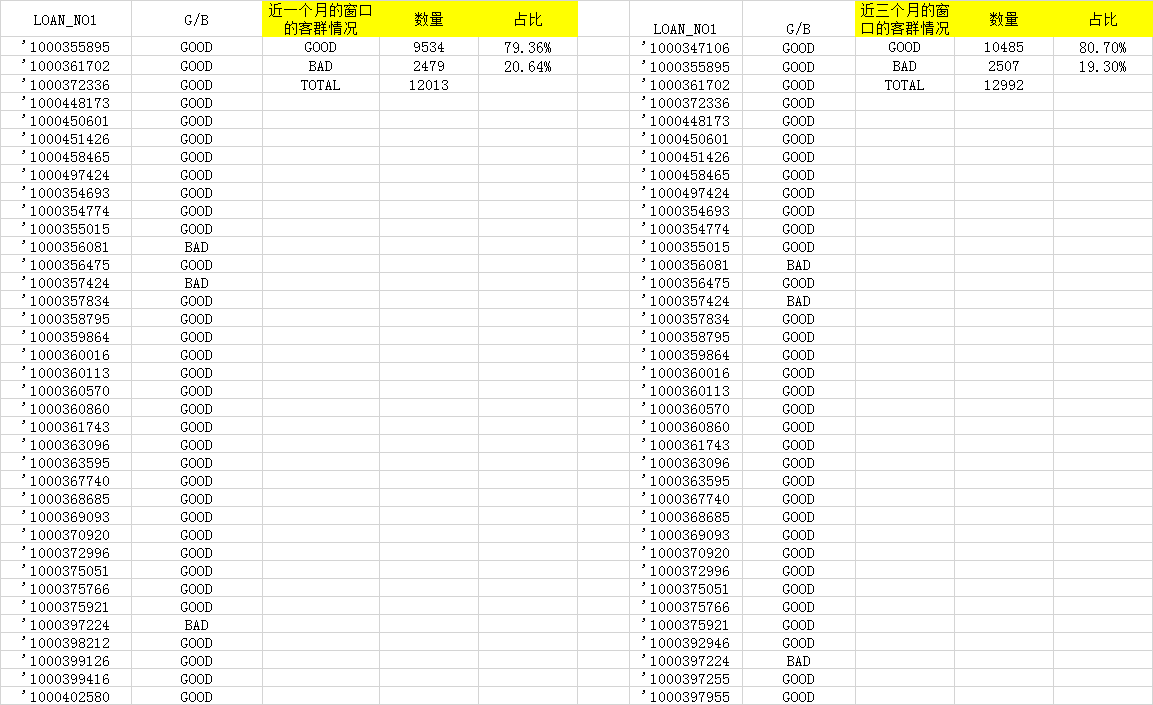 LOAN_NO1 G/B 近一个月的窗口的客群情况 数量 占比 LOAN_NO1 G/B 近三个月的窗口的客群情况 数量 占比
'1000355895 GOOD GOOD 9534 79.36% '1000347106 GOOD GOOD 10485 80.70%
'1000361702 GOOD BAD 2479 20.64% '1000355895 GOOD BAD 2507 19.30%
'1000372336 GOOD TOTAL 12013 '1000361702 GOOD TOTAL 12992
'1000448173 GOOD '1000372336 GOOD
'1000450601 GOOD '1000448173 GOOD
'1000451426 GOOD '1000450601 GOOD
'1000458465 GOOD '1000451426 GOOD
'1000497424 GOOD '1000458465 GOOD
'1000354693 GOOD '1000497424 GOOD
'1000354774 GOOD '1000354693 GOOD
'1000355015 GOOD '1000354774 GOOD
'1000356081 BAD '1000355015 GOOD
'1000356475 GOOD '1000356081 BAD
'1000357424 BAD '1000356475 GOOD
'1000357834 GOOD '1000357424 BAD
'1000358795 GOOD '1000357834 GOOD
'1000359864 GOOD '1000358795 GOOD
'1000360016 GOOD '1000359864 GOOD
'1000360113 GOOD '1000360016 GOOD
'1000360570 GOOD '1000360113 GOOD
'1000360860 GOOD '1000360570 GOOD
'1000361743 GOOD '1000360860 GOOD
'1000363096 GOOD '1000361743 GOOD
'1000363595 GOOD '1000363096 GOOD
'1000367740 GOOD '1000363595 GOOD
'1000368685 GOOD '1000367740 GOOD
'1000369093 GOOD '1000368685 GOOD
'1000370920 GOOD '1000369093 GOOD
'1000372996 GOOD '1000370920 GOOD
'1000375051 GOOD '1000372996 GOOD
'1000375766 GOOD '1000375051 GOOD
'1000375921 GOOD '1000375766 GOOD
'1000397224 BAD '1000375921 GOOD
'1000398212 GOOD '1000392946 GOOD
'1000399126 GOOD '1000397224 BAD
'1000399416 GOOD '1000397255 GOOD
'1000402580 GOOD '1000397955 GOOD